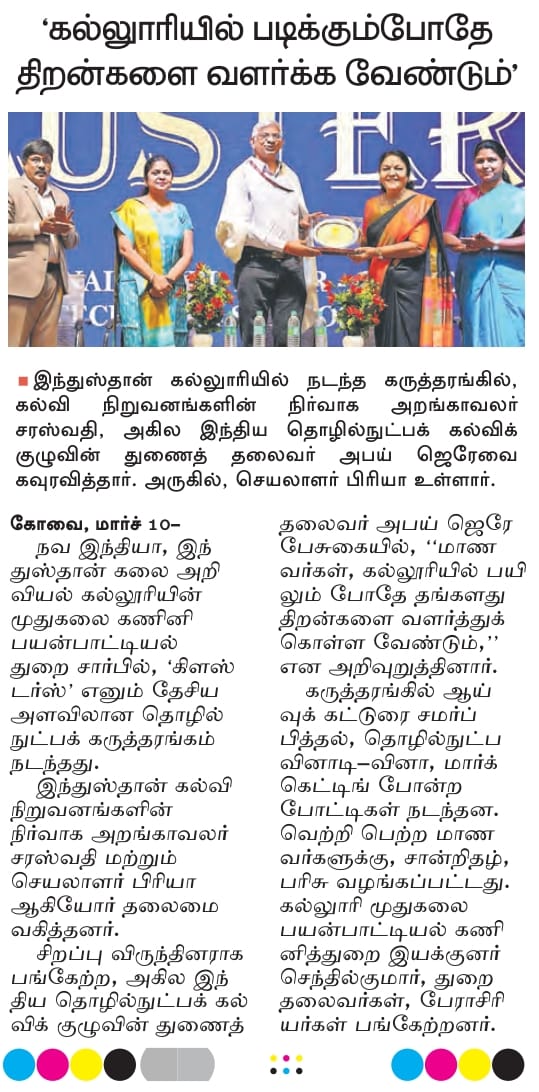 ‘கல்லூரியில் படிக்கும்போதே
திறன்களை வளர்க்க வேண்டும்’
USTER
■ இந்துஸ்தான் கல்லூரியில் நடந்த கருத்தரங்கில்,
கல்வி நிறுவனங்களின் நிர்வாக அறங்காவலர்
சரஸ்வதி, அகில இந்திய தொழில்நுட்பக் கல்விக்
குழுவின் துணைத் தலைவர் அபய் ஜெரேவை
கவுரவித்தார். அருகில், செயலாளர் பிரியா உள்ளார்.
கோவை, மார்ச் 10–
நவ இந்தியா, இந்
துஸ்தான் கலை அறி
வியல் கல்லூரியின்
முதுகலை கணினி
பயன்பாட்டியல்
துறை சார்பில், ‘கிளஸ்
டர்ஸ்’ எனும் தேசிய
அளவிலான தொழில்
நுட்பக் கருத்தரங்கம்
நடந்தது.
இந்துஸ்தான் கல்வி
நிறுவனங்களின்
நிர்வாக அறங்காவலர்
சரஸ்வதி மற்றும்
செயலாளர் பிரியா
ஆகியோர் தலைமை
வகித்தனர்.
சிறப்பு விருந்தினராக
பங்கேற்ற, அகில இந்
திய தொழில்நுட்பக் கல்
விக் குழுவின் துணைத்
தலைவர் அபய் ஜெரே
பேசுகையில், ‘‘மாண
வர்கள், கல்லூரியில் பயி
லும் போதே தங்களது
திறன்களை வளர்த்துக்
கொள்ள வேண்டும்,’’
என அறிவுறுத்தினார்.
கருத்தரங்கில் ஆய்
வுக் கட்டுரை சமர்ப்
பித்தல், தொழில்நுட்ப
வினாடி–வினா, மார்க்
கெட்டிங் போன்ற
போட்டிகள் நடந்தன.
வெற்றி பெற்ற மாண
வர்களுக்கு, சான்றிதழ்,
பரிசு வழங்கப்பட்டது.
கல்லூரி முதுகலை
பயன்பாட்டியல் கணி
னித்துறை இயக்குனர்
செந்தில்குமார், துறை
தலைவர்கள், பேராசிரி
யர்கள் பங்கேற்றனர்.